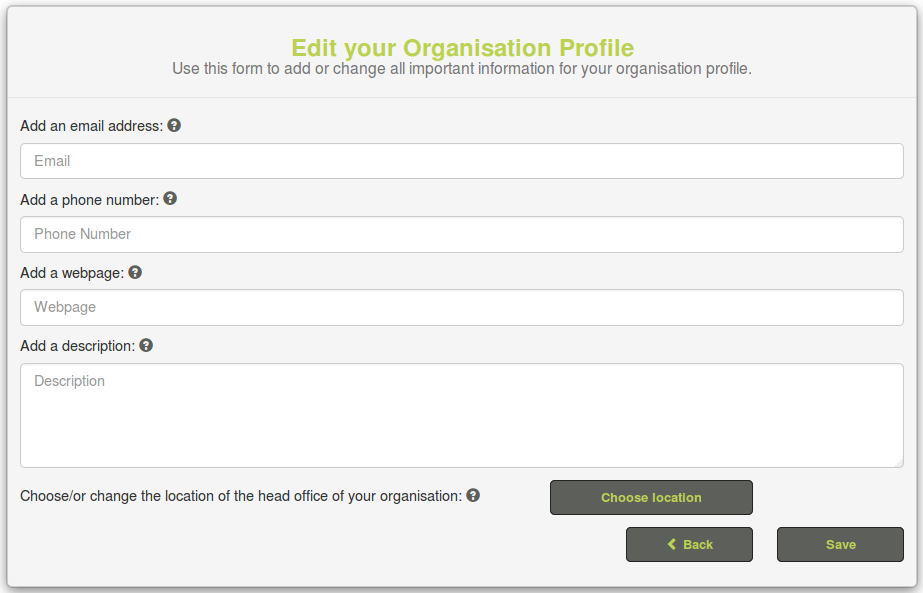 Edit your Organisation Profile
Use this form to add or change all important information for your organisation profile.
Add an email address:
Email
Add a phone number:
Phone Number
Add a webpage:
Webpage
Add a description:
Description
Choose/or change the location of the head office of your organisation:
Choose location
Back
Save